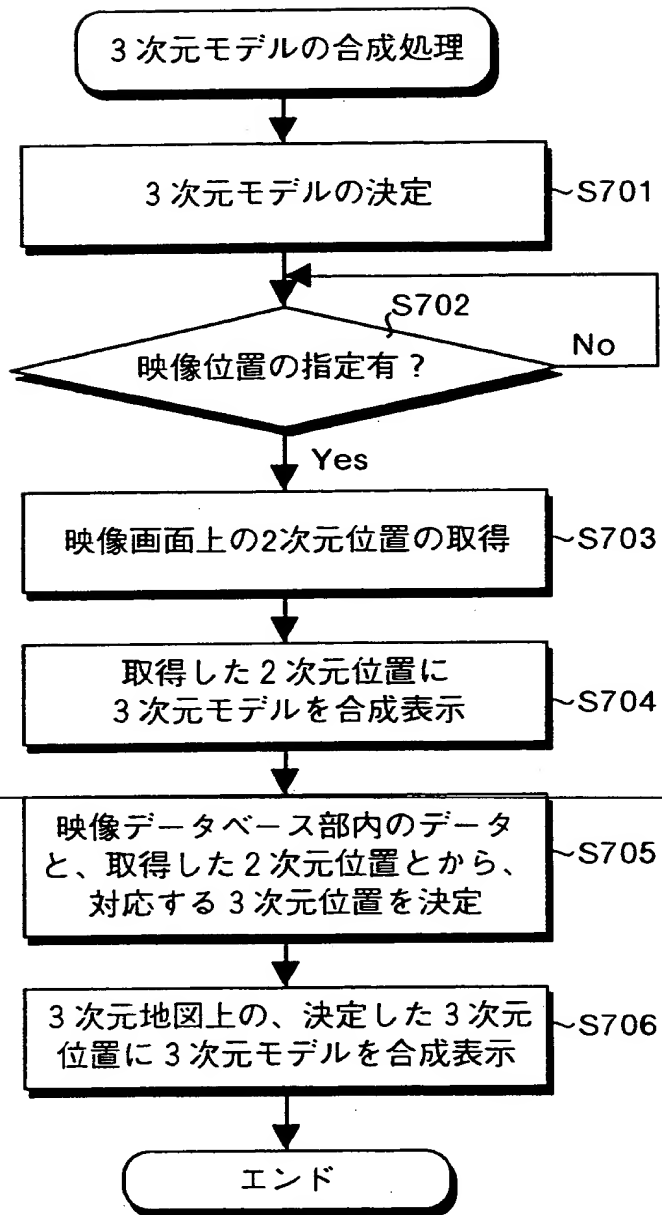 3次元モデルの合成処理
3次元モデルの決定
~S701
S702
映像位置の指定有?
No
Yes
映像画面上の2次元位置の取得
~S703
取得した2次元位置に
3次元モデルを合成表示
~S704
映像データベース部内のデータ
と、取得した2次元位置とから、
対応する3次元位置を決定
~S705
3次元地図上の、決定した3次元
位置に3次元モデルを合成表示
~S706
エンド